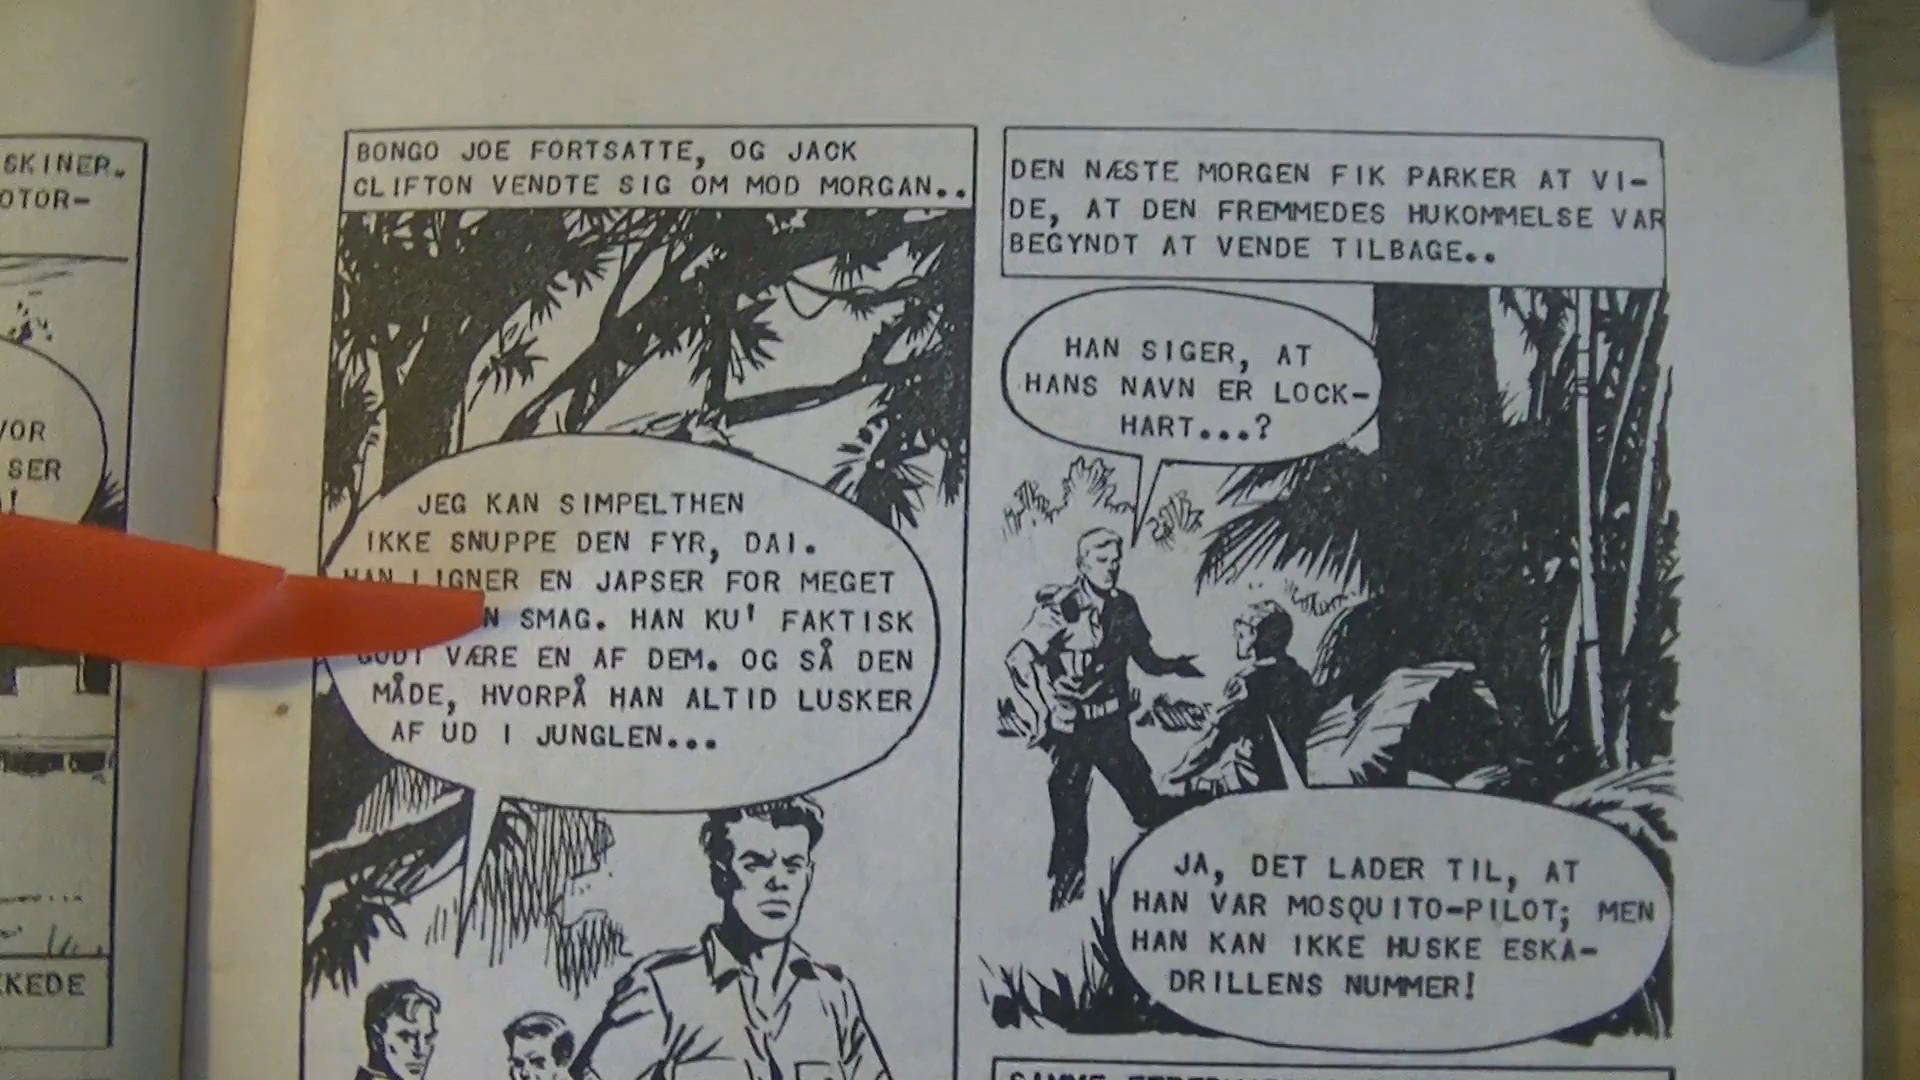 SKINER.
OTOR-
VOR
SER
!
KEDE
BONGO JOE FORTSATTE, OG JACK
CLIFTON VENDTE SIG OM MOD MORGAN..
JEG KAN SIMPELTHEN
IKKE SNUPPE DEN FYR, DAI.
HAN LIGNER EN JAPSER FOR MEGET
N SMAG. HAN KU' FAKTISK
GODT VÆRE EN AF DEM. OG SÅ DEN
MÅDE, HVORPÅ HAN ALTID LUSKER
AF UD I JUNGLEN...
DEN NÆSTE MORGEN FIK PARKER AT VI-
DE, AT DEN FREMMEDES HUKOMMELSE VAR
BEGYNDT AT VENDE TILBAGE..
HAN SIGER, AT
HANS NAVN ER LOCK-
HART...?
JA, DET LADER TIL, AT
HAN VAR MOSQUITO-PILOT; MEN
HAN KAN IKKE HUSKE ESKA-
DRILLENS NUMMER!